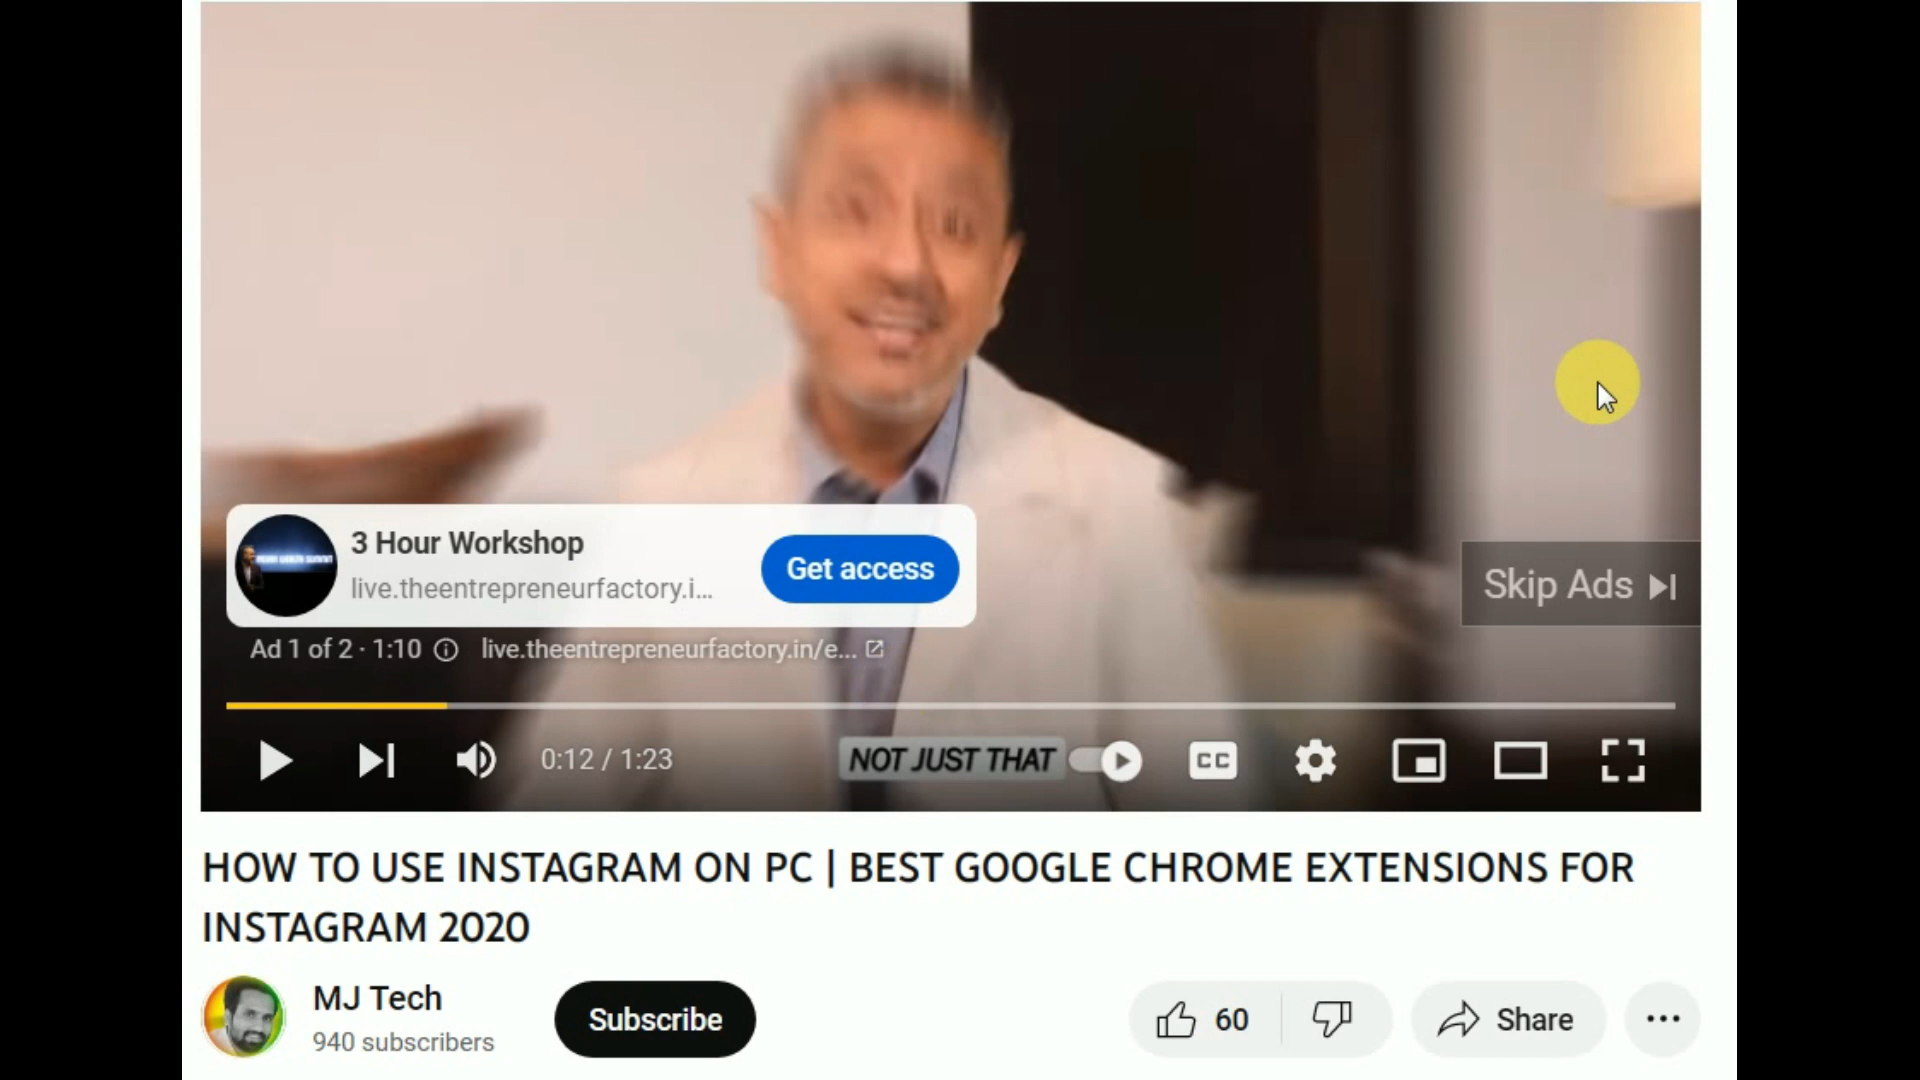 3 Hour Workshop
live.theentrepreneurfactory.i...
Get access
Skip Ads
Ad 1 of 2 · 1:10
live.theentrepreneurfactory.in/e...
0:12 / 1:23
NOT JUST THAT
CC
HOW TO USE INSTAGRAM ON PC | BEST GOOGLE CHROME EXTENSIONS FOR
INSTAGRAM 2020
MJ Tech
940 subscribers
Subscribe
60
Share